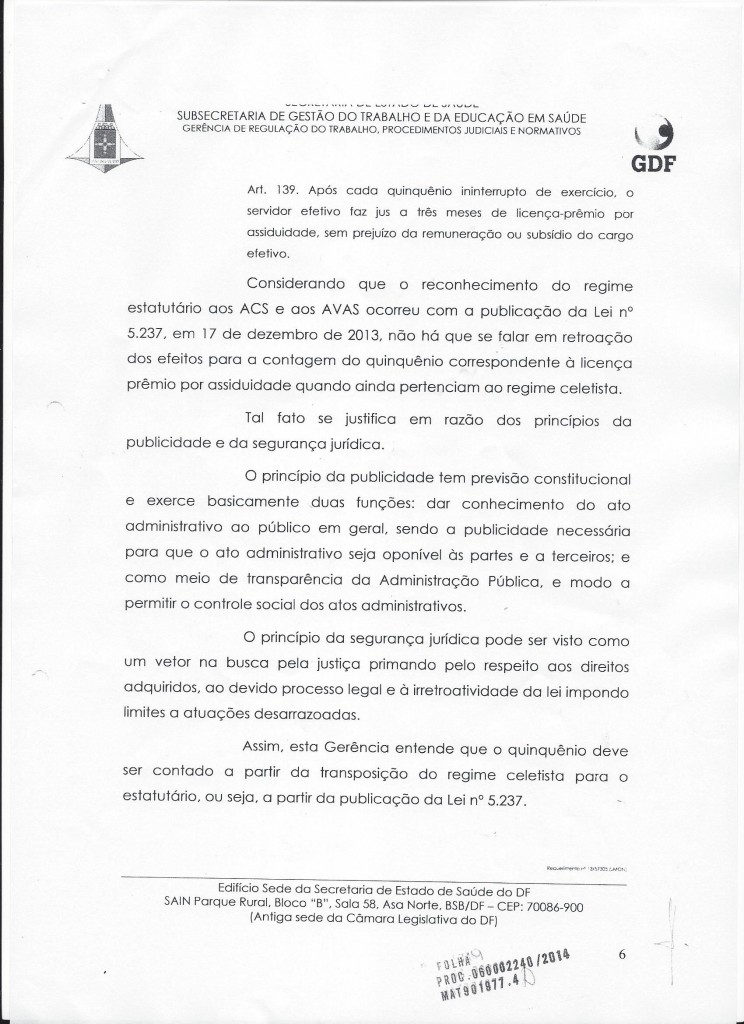 SECRETARIA DE ESTADO DE SAÚDE
SUBSECRETARIA DE GESTÃO DO TRABALHO E DA EDUCAÇÃO EM SAÚDE
GERÊNCIA DE REGULAÇÃO DO TRABALHO, PROCEDIMENTOS JUDICIAIS E NORMATIVOS
GDF
Art. 139. Após cada quinquênio ininterrupto de exercício, o
servidor efetivo faz jus a três meses de licença-prêmio por
assiduidade, sem prejuízo da remuneração ou subsídio do cargo
efetivo.
Considerando que o reconhecimento do regime
estatutário aos ACS e aos AVAS ocorreu com a publicação da Lei nº
5.237, em 17 de dezembro de 2013, não há que se falar em retroação
dos efeitos para a contagem do quinquênio correspondente à licença
prêmio por assiduidade quando ainda pertenciam ao regime celetista.
Tal fato se justifica em razão dos princípios da
publicidade e da segurança jurídica.
O princípio da publicidade tem previsão constitucional
e exerce basicamente duas funções: dar conhecimento do ato
administrativo ao público em geral, sendo a publicidade necessária
para que o ato administrativo seja oponível às partes e a terceiros; e
como meio de transparência da Administração Pública, e modo a
permitir o controle social dos atos administrativos.
O princípio da segurança jurídica pode ser visto como
um vetor na busca pela justiça primando pelo respeito aos direitos
adquiridos, ao devido processo legal e à irretroatividade da lei impondo
limites a atuações desarrazoadas.
Assim, esta Gerência entende que o quinquênio deve
ser contado a partir da transposição do regime celetista para o
estatutário, ou seja, a partir da publicação da Lei nº 5.237.
Requerimento nº
Edifício Sede da Secretaria de Estado de Saúde do DF
SAIN Parque Rural, Bloco "B", Sala 58, Asa Norte, BSB/DF – CEP: 70086-900
(Antiga sede da Câmara Legislativa do DF)
6
FOLHA
PROC.060002240/2014
MAT901977.4